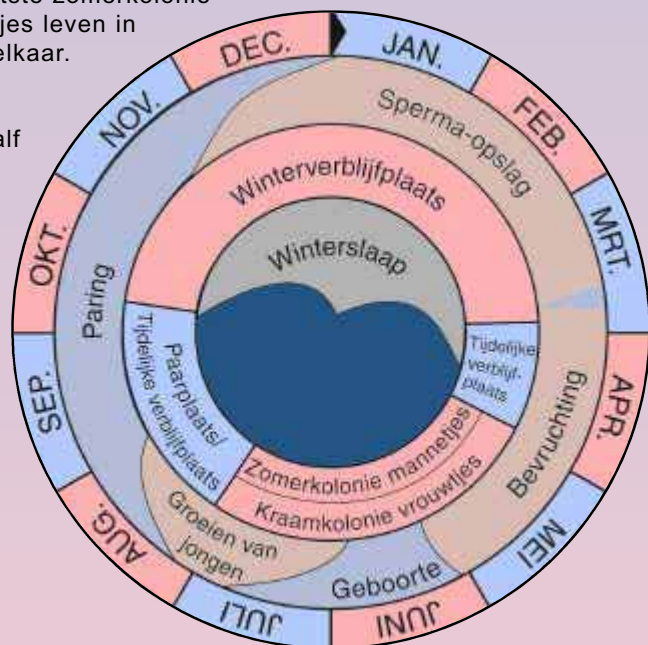 tste zomerkolonie
jes leven in
elkaar.
alf
JAN.
FEB.
MRT.
APR.
MEI
JUNI
JULI
AUG.
SEP.
OKT.
NOV.
DEC.
Sperma-opslag
Bevruchting
Geboorte
Groeien van
jongen
Paring
Winterverblijfplaats
Tijdelijke
verblijf-
plaats
Zomerkolonie mannetjes
Kraamkolonie vrouwtjes
Paarplaats/
Tijdelijke verblijfplaats
Winterslaap